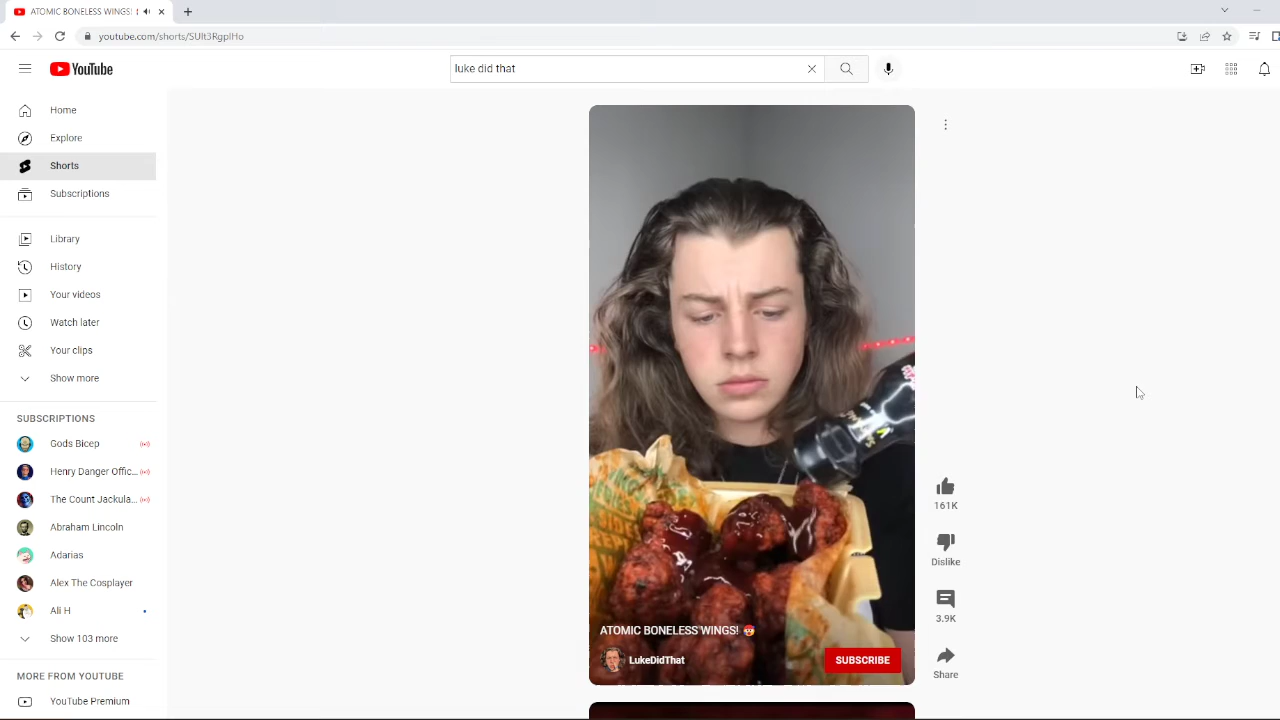 ATOMIC BONELESS WINGS!
youtube.com/shorts/SUlt3RgplHo
YouTube
luke did that
Home
Explore
Shorts
Subscriptions
Library
History
Your videos
Watch later
Your clips
Show more
SUBSCRIPTIONS
Gods Bicep
Henry Danger Offic...
The Count Jackula...
Abraham Lincoln
Adarias
Alex The Cosplayer
Ali H
Show 103 more
MORE FROM YOUTUBE
YouTube Premium
ATOMIC BONELESS WINGS!
LukeDidThat
SUBSCRIBE
161K
Dislike
3.9K
Share